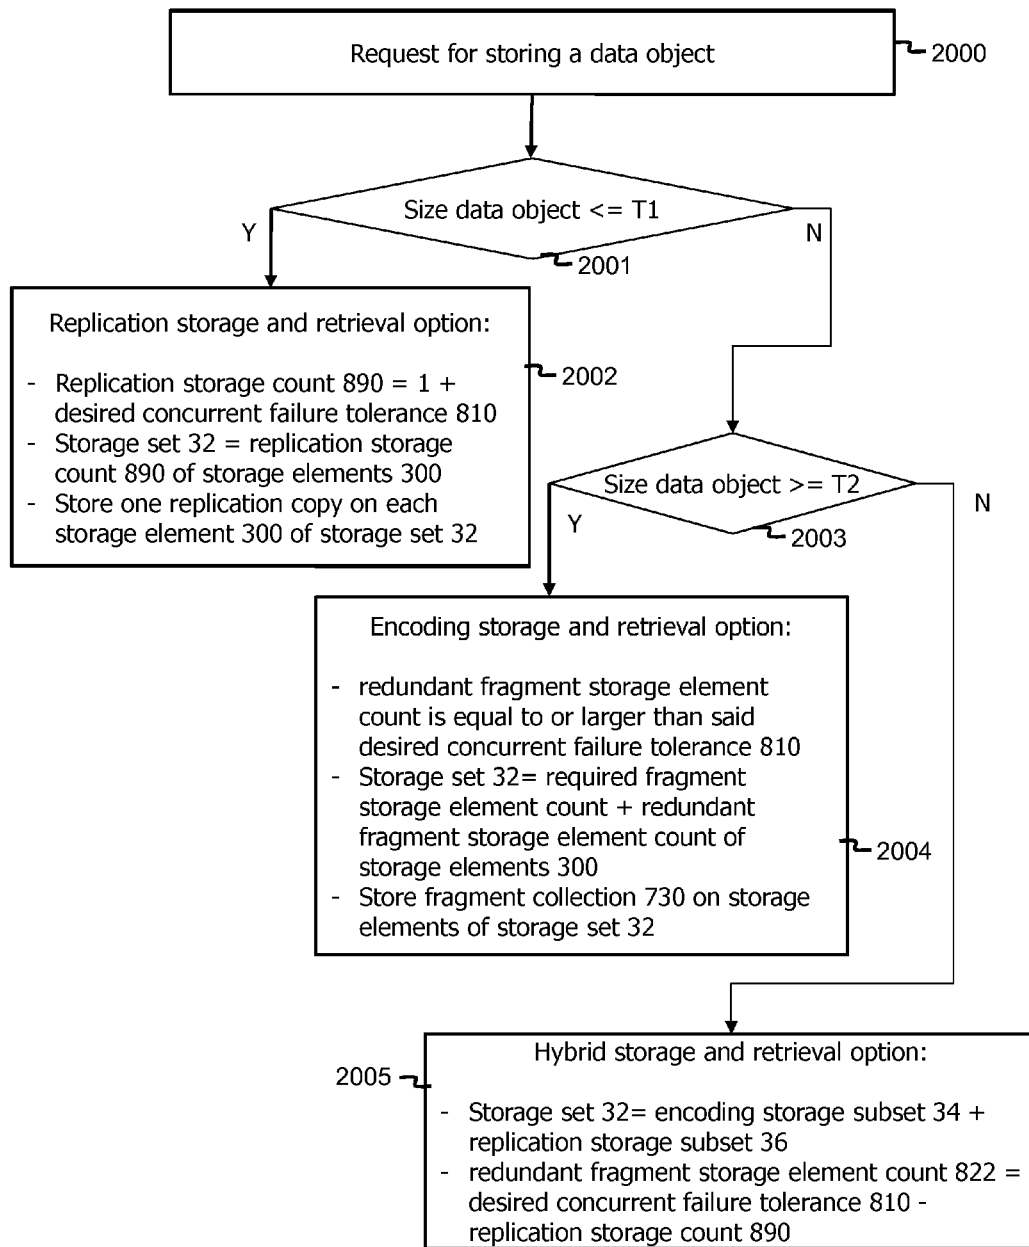 Request for storing a data object
2000
Size data object <= T1
Y
N
2001
Replication storage and retrieval option:
- Replication storage count 890 = 1 +
desired concurrent failure tolerance 810
- Storage set 32 = replication storage
count 890 of storage elements 300
- Store one replication copy on each
storage element 300 of storage set 32
2002
Size data object >= T2
Y
N
2003
Encoding storage and retrieval option:
- redundant fragment storage element
count is equal to or larger than said
desired concurrent failure tolerance 810
- Storage set 32= required fragment
storage element count + redundant
fragment storage element count of
storage elements 300
- Store fragment collection 730 on storage
elements of storage set 32
2004
2005
Hybrid storage and retrieval option:
- Storage set 32= encoding storage subset 34 +
replication storage subset 36
- redundant fragment storage element count 822 =
desired concurrent failure tolerance 810 -
replication storage count 890